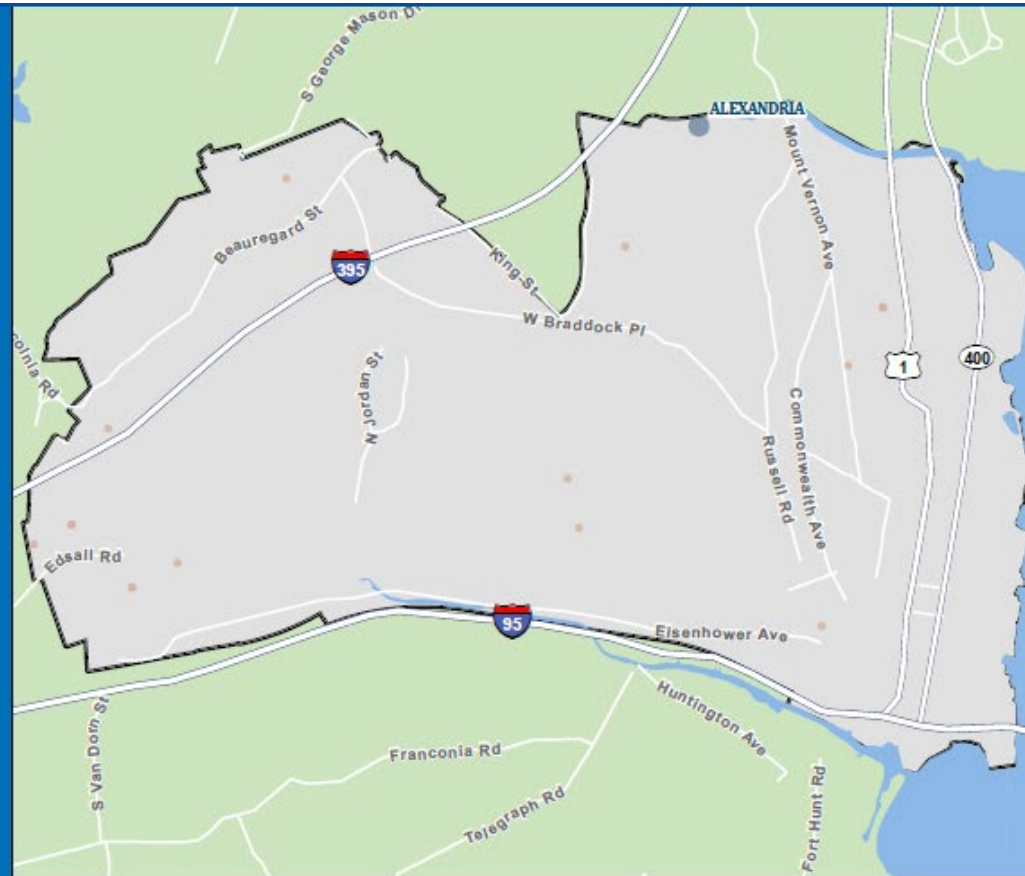 S George Mason Dr
ALEXANDRIA
Mount Vernon Ave
Beauregard St
395
King St
W Braddock Pl
1
400
N Jordan St
Commonwealth Ave
Russell Rd
Edsall Rd
95
Eisenhower Ave
Huntington Ave
S Van Dorn St
Franconia Rd
Telegraph Rd
Fort Hunt Rd